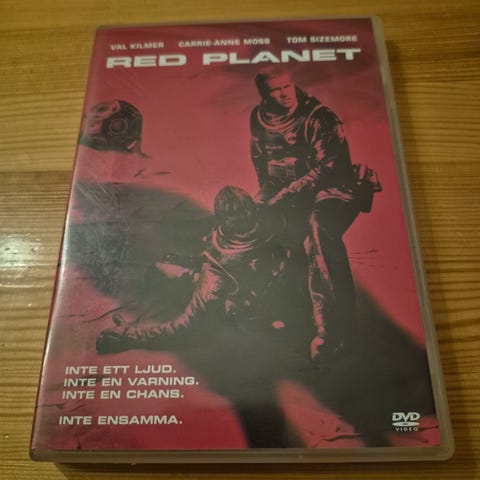 VAL KILMER CARRIE-ANNE MOSS TOM SIZEMORE
RED PLANET
INTE ETT LJUD.
INTE EN VARNING.
INTE EN CHANS.
INTE ENSAMMA.
DVD
VIDEO